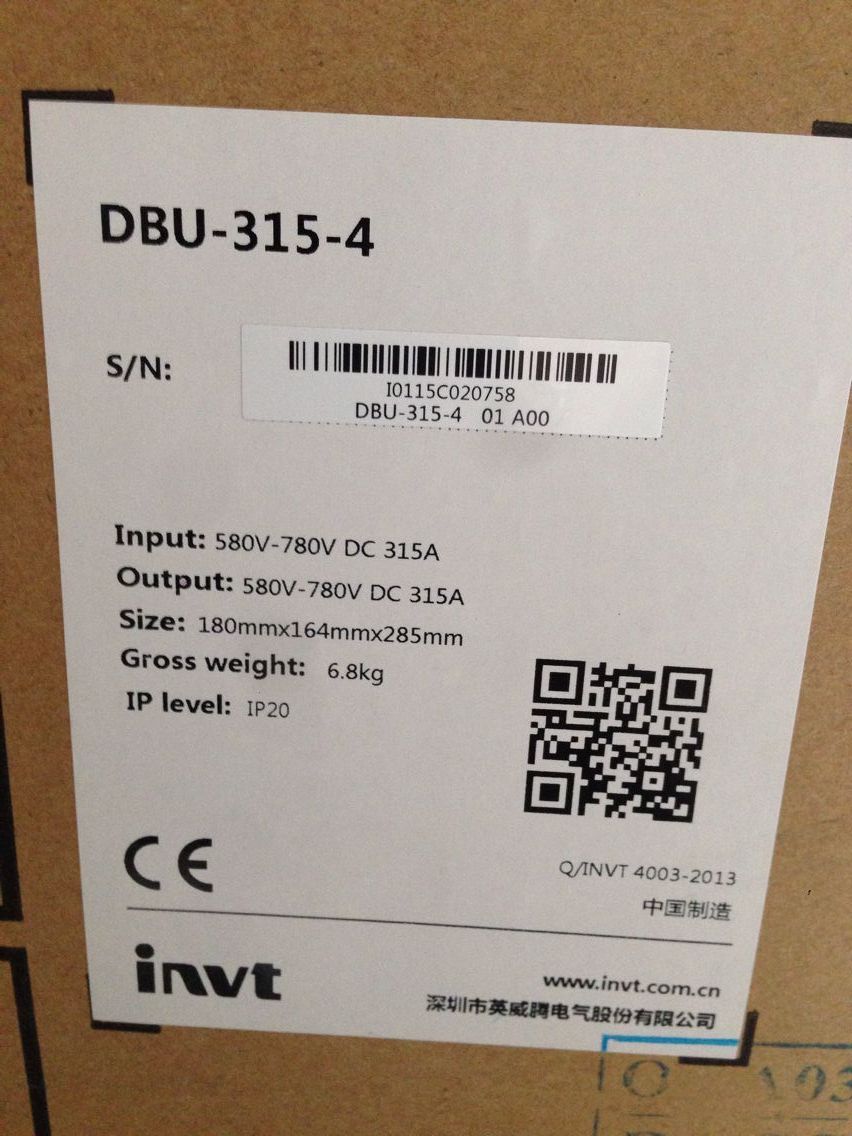 DBU-315-4
S/N:
I0115C020758
DBU-315-4 01 A00
Input: 580V-780V DC 315A
Output: 580V-780V DC 315A
Size: 180mmx164mmx285mm
Gross weight: 6.8kg
IP level: IP20
CE
Q/INVT 4003-2013
中国制造
invt
www.invt.com.cn
深圳市英威腾电气股份有限公司